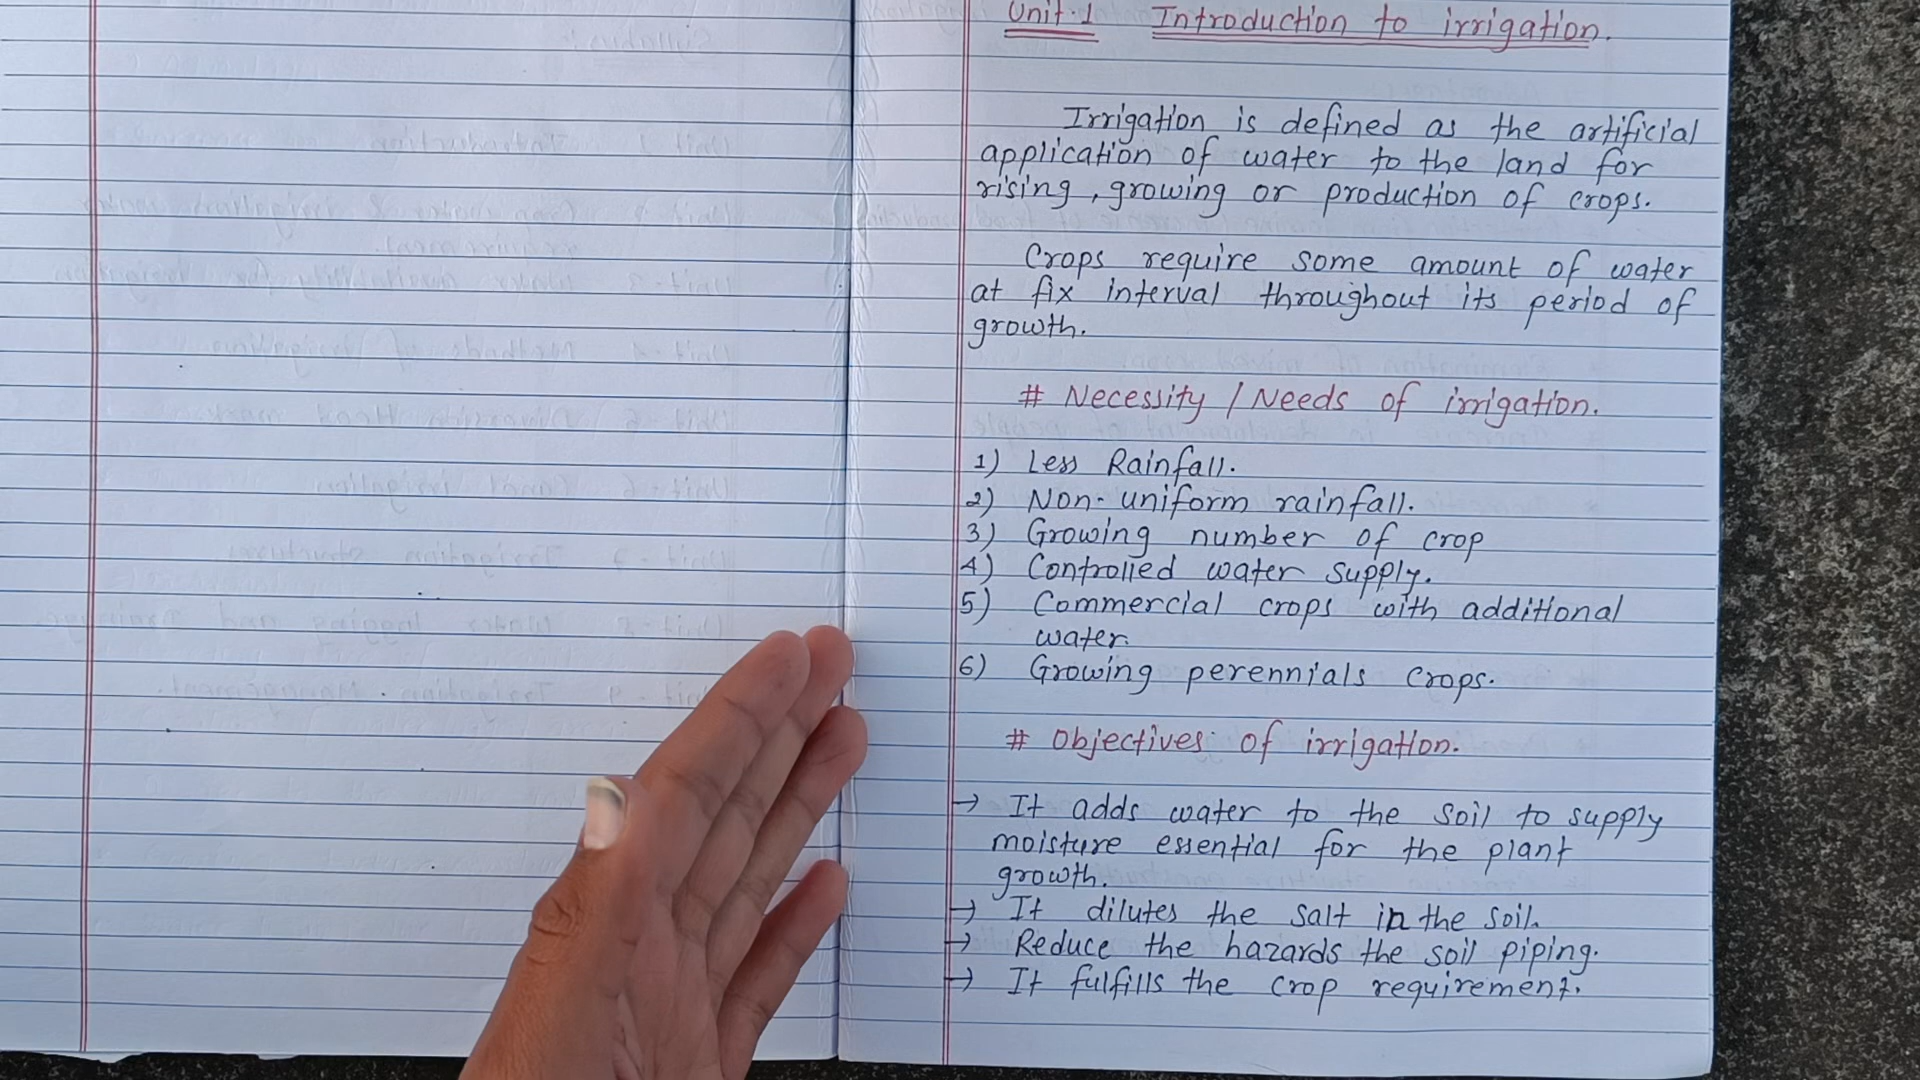 Unit.1 Introduction to irrigation.
Irrigation is defined as the artificial
application of water to the land for
rising, growing or production of crops.
Crops require some amount of water
at fix interval throughout its period of
growth.
# Necessity / Needs of irrigation.
1) Less Rainfall.
2) Non-uniform rainfall.
3) Growing number of crop
4) Controlled water supply.
5) Commercial crops with additional
water.
6) Growing perennials crops.
# Objectives of irrigation.
→ It adds water to the soil to supply
moisture essential for the plant
growth.
→ It dilutes the salt in the soil.
→ Reduce the hazards the soil piping.
→ It fulfills the crop requirement.